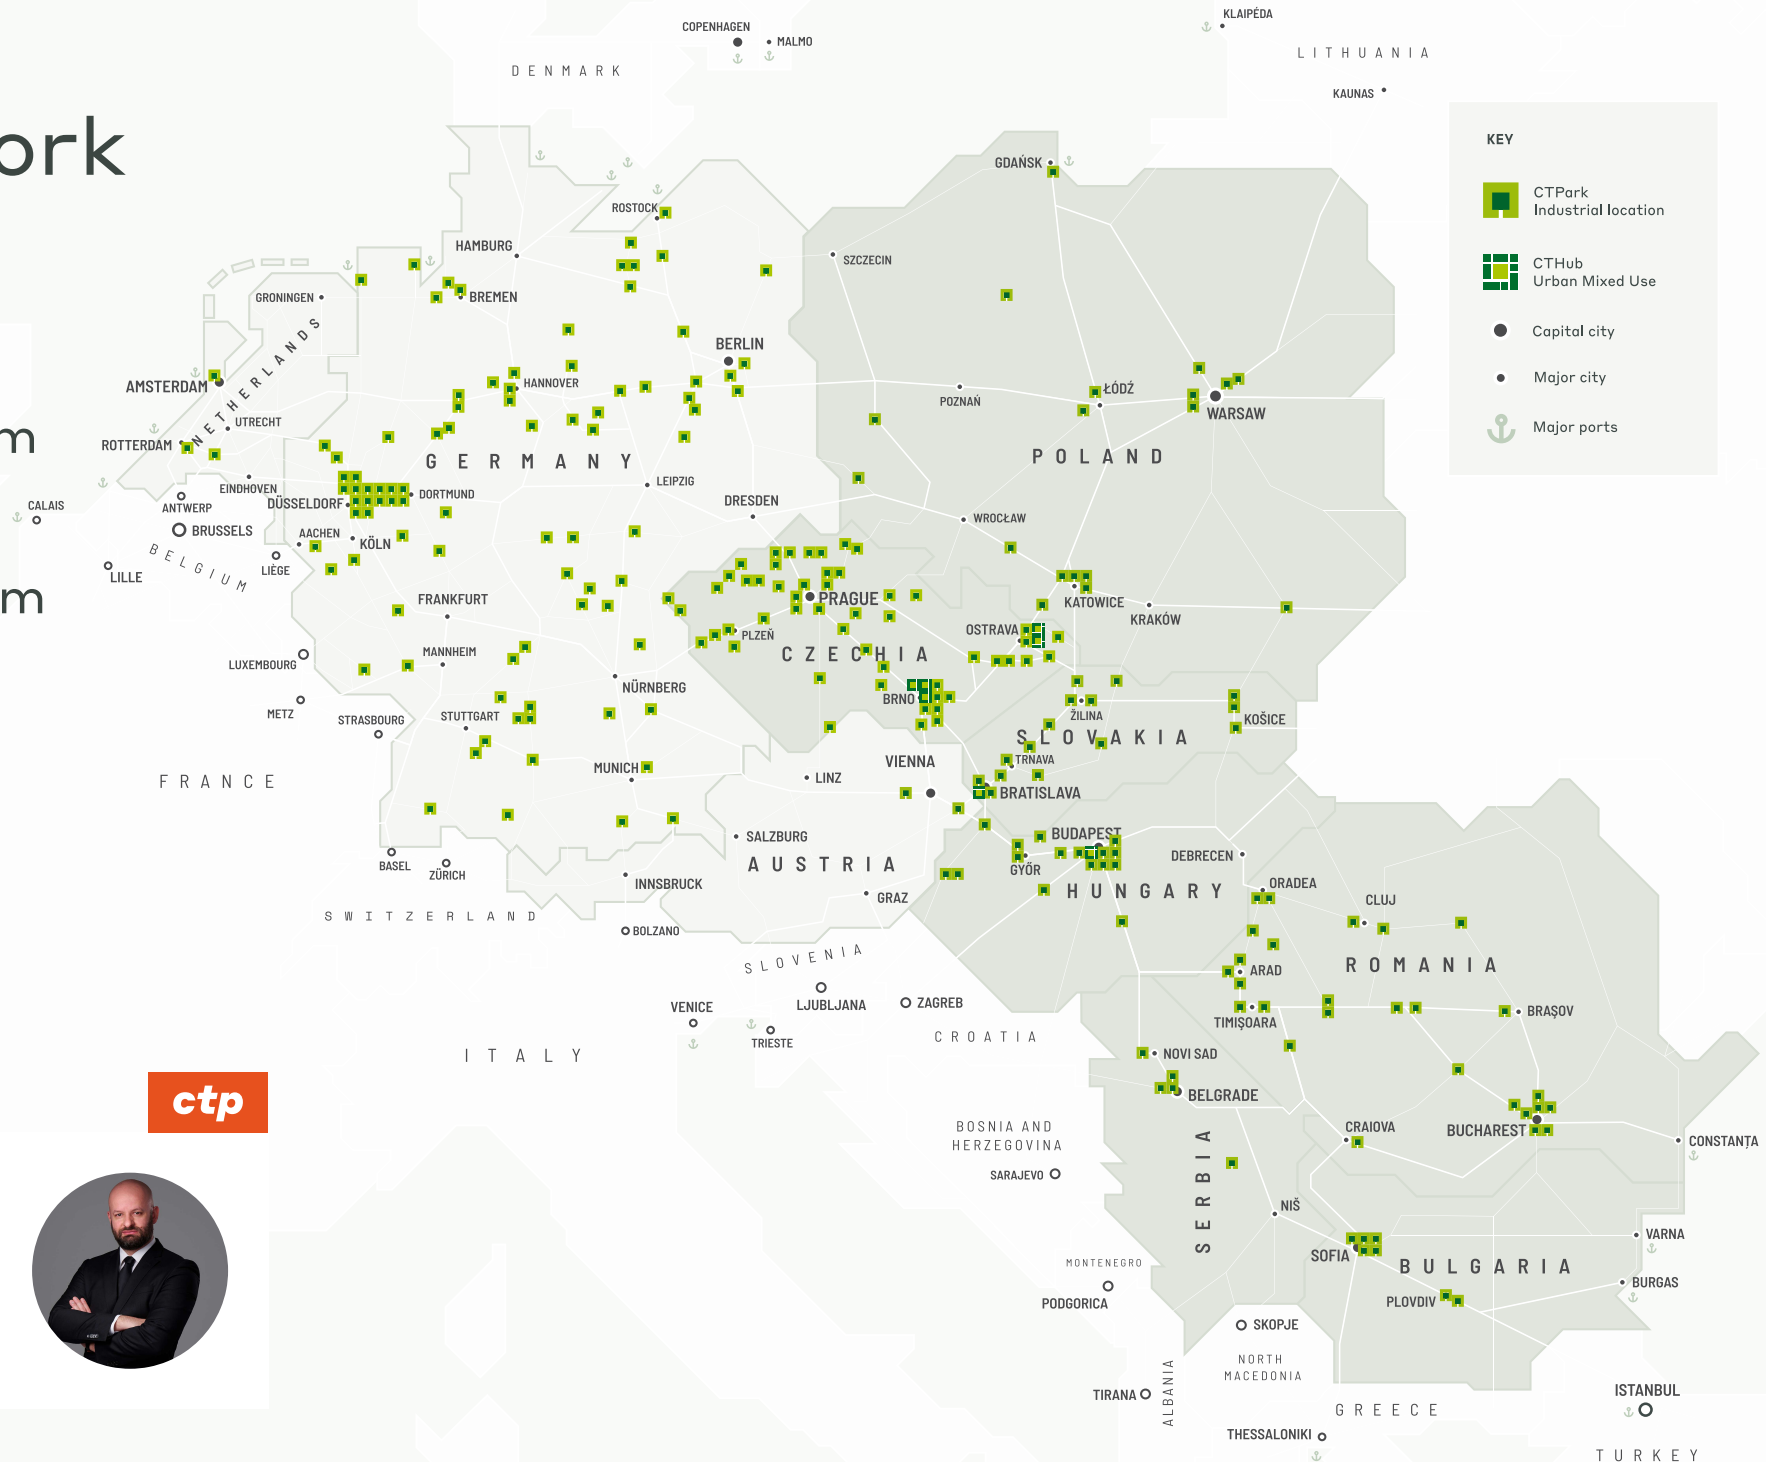 ork
m
m
COPENHAGEN
MALMO
DENMARK
KLAIPÉDA
LITHUANIA
KAUNAS
KEY
CTPark
Industrial location
CTHub
Urban Mixed Use
Capital city
Major city
Major ports
GDAŃSK
ROSTOCK
HAMBURG
SZCZECIN
GRONINGEN
BREMEN
BERLIN
AMSTERDAM
NETHERLANDS
HANNOVER
POZNAŃ
ŁÓDŹ
WARSAW
UTRECHT
ROTTERDAM
GERMANY
POLAND
EINDHOVEN
DORTMUND
LEIPZIG
DRESDEN
CALAIS
ANTWERP
DÜSSELDORF
WROCŁAW
BRUSSELS
AACHEN
KÖLN
BELGIUM
LIÈGE
LILLE
FRANKFURT
PRAGUE
KATOWICE
KRAKÓW
OSTRAVA
PLZEŇ
CZECHIA
LUXEMBOURG
MANNHEIM
NÜRNBERG
BRNO
METZ
STRASBOURG
STUTTGART
ŽILINA
KOŠICE
SLOVAKIA
VIENNA
TRNAVA
FRANCE
MUNICH
LINZ
BRATISLAVA
SALZBURG
BUDAPEST
BASEL
ZÜRICH
AUSTRIA
GYŐR
DEBRECEN
INNSBRUCK
HUNGARY
ORADEA
GRAZ
CLUJ
SWITZERLAND
BOLZANO
SLOVENIA
ROMANIA
ARAD
VENICE
LJUBLJANA
ZAGREB
TIMIȘOARA
BRAȘOV
TRIESTE
CROATIA
ITALY
NOVI SAD
BELGRADE
ctp
BOSNIA AND
HERZEGOVINA
CRAIOVA
BUCHAREST
CONSTANȚA
SARAJEVO
SERBIA
NIŠ
VARNA
SOFIA
BULGARIA
MONTENEGRO
BURGAS
PODGORICA
PLOVDIV
SKOPJE
NORTH
MACEDONIA
TIRANA
ALBANIA
ISTANBUL
GREECE
THESSALONIKI
TURKEY